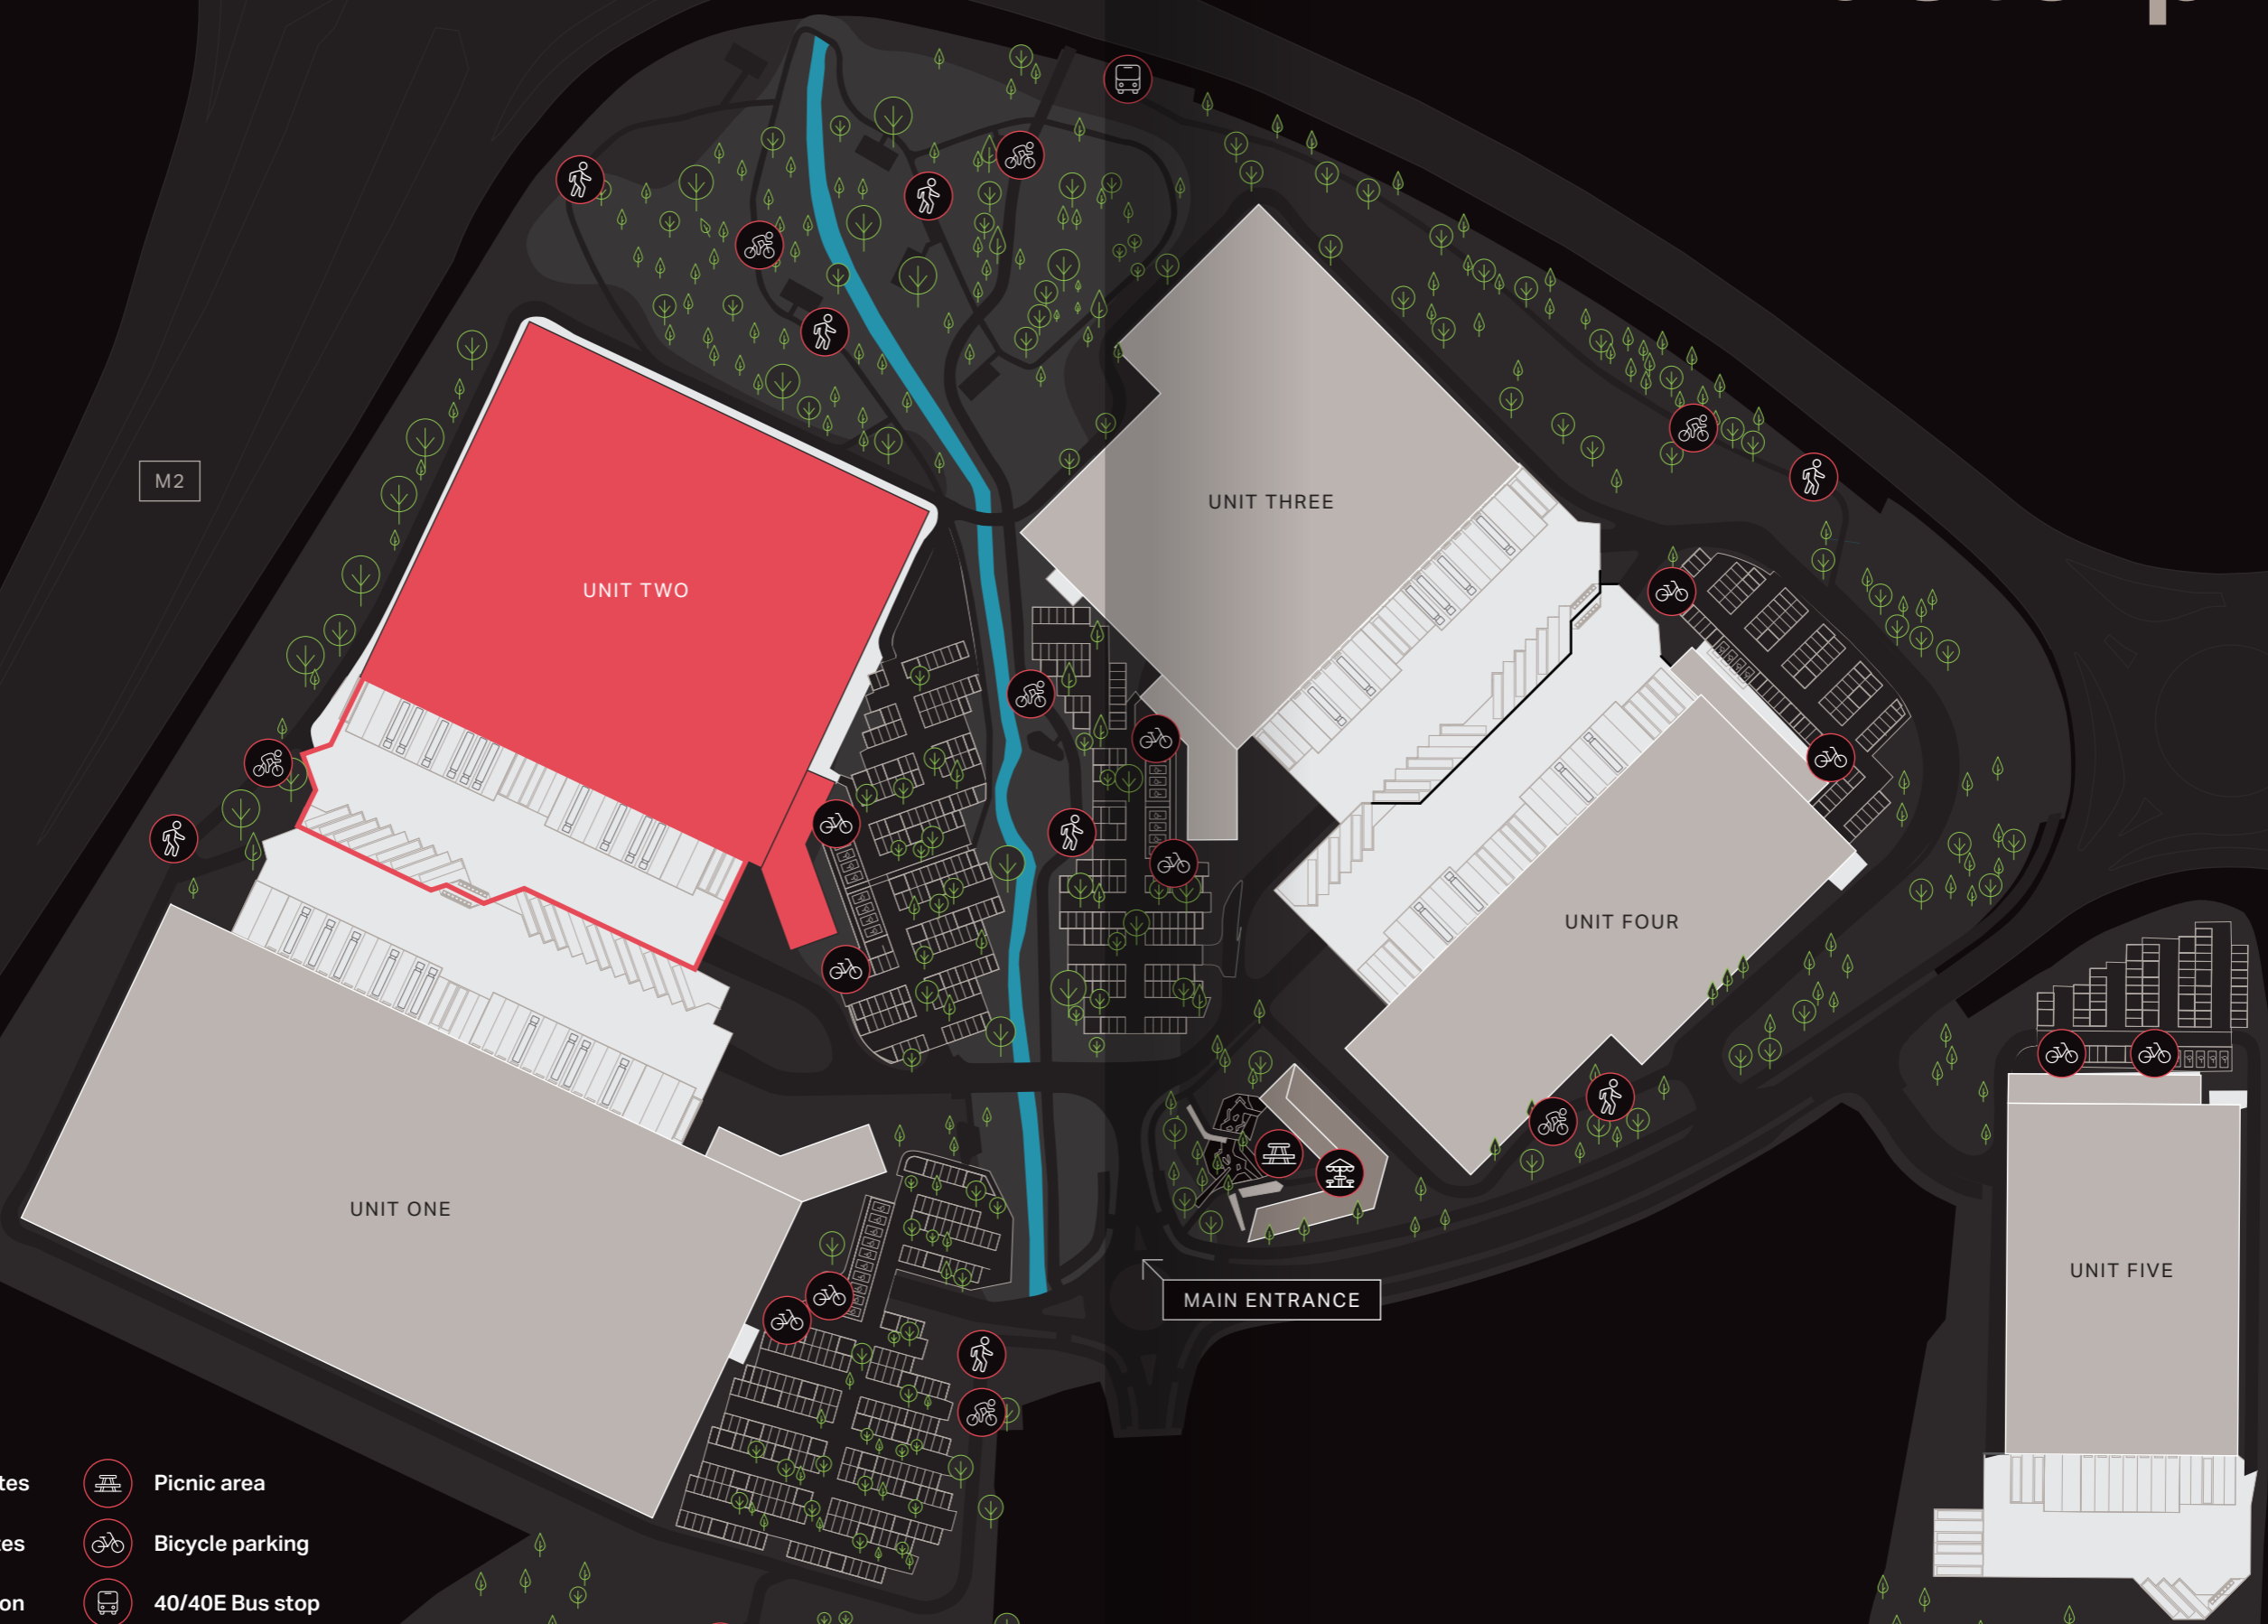 M2
UNIT THREE
UNIT TWO
UNIT FOUR
UNIT ONE
UNIT FIVE
MAIN ENTRANCE
Picnic area
Bicycle parking
40/40E Bus stop